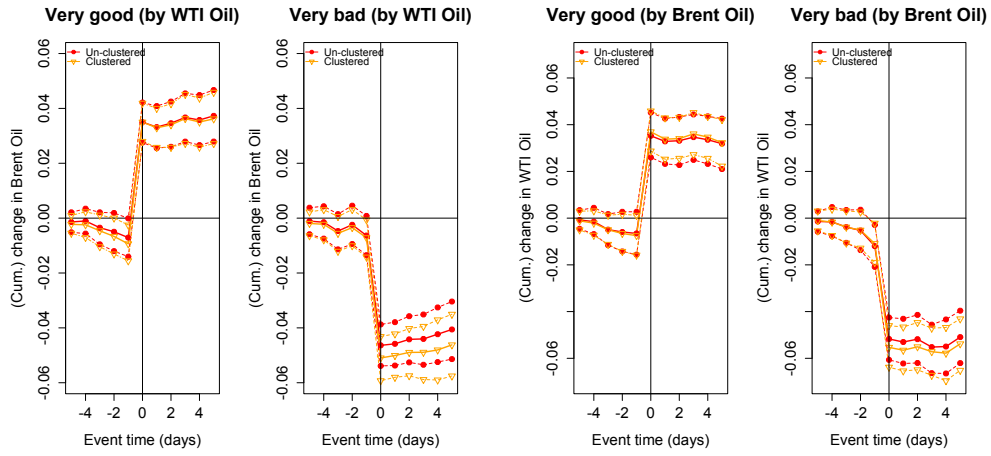 Very good (by WTI Oil)
(Cum.) change in Brent Oil
0.06
0.04
0.02
0.00
-0.02
-0.04
-0.06
Un-clustered
Clustered
-4 -2 0 2 4
Event time (days)
Very bad (by WTI Oil)
(Cum.) change in Brent Oil
0.06
0.04
0.02
0.00
-0.02
-0.04
-0.06
Un-clustered
Clustered
-4 -2 0 2 4
Event time (days)
Very good (by Brent Oil)
(Cum.) change in WTI Oil
0.06
0.04
0.02
0.00
-0.02
-0.06
Un-clustered
Clustered
-4 -2 0 2 4
Event time (days)
Very bad (by Brent Oil)
(Cum.) change in WTI Oil
0.06
0.04
0.02
0.00
-0.02
-0.06
Un-clustered
Clustered
-4 -2 0 2 4
Event time (days)